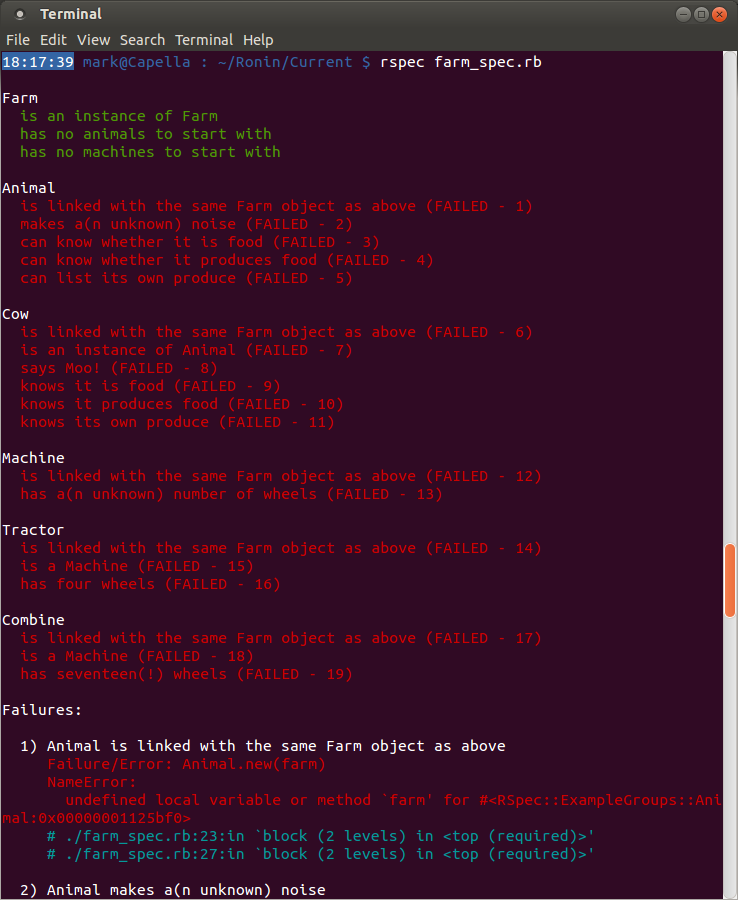 Terminal
File Edit View Search Terminal Help
18:17:39 mark@Capella : ~/Ronin/Current $ rspec farm_spec.rb
Farm
is an instance of Farm
has no animals to start with
has no machines to start with
Animal
is linked with the same Farm object as above (FAILED - 1)
makes a(n unknown) noise (FAILED - 2)
can know whether it is food (FAILED - 3)
can know whether it produces food (FAILED - 4)
can list its own produce (FAILED - 5)
Cow
is linked with the same Farm object as above (FAILED - 6)
is an instance of Animal (FAILED - 7)
says Moo! (FAILED - 8)
knows it is food (FAILED - 9)
knows it produces food (FAILED - 10)
knows its own produce (FAILED - 11)
Machine
is linked with the same Farm object as above (FAILED - 12)
has a(n unknown) number of wheels (FAILED - 13)
Tractor
is linked with the same Farm object as above (FAILED - 14)
is a Machine (FAILED - 15)
has four wheels (FAILED - 16)
Combine
is linked with the same Farm object as above (FAILED - 17)
is a Machine (FAILED - 18)
has seventeen(!) wheels (FAILED - 19)
Failures:
1) Animal is linked with the same Farm object as above
Failure/Error: Animal.new(farm)
NameError:
undefined local variable or method `farm' for #<RSpec::ExampleGroups::Ani
mal:0x00000001125bf0>
# ./farm_spec.rb:23:in `block (2 levels) in <top (required)>'
# ./farm_spec.rb:27:in `block (2 levels) in <top (required)>'
2) Animal makes a(n unknown) noise